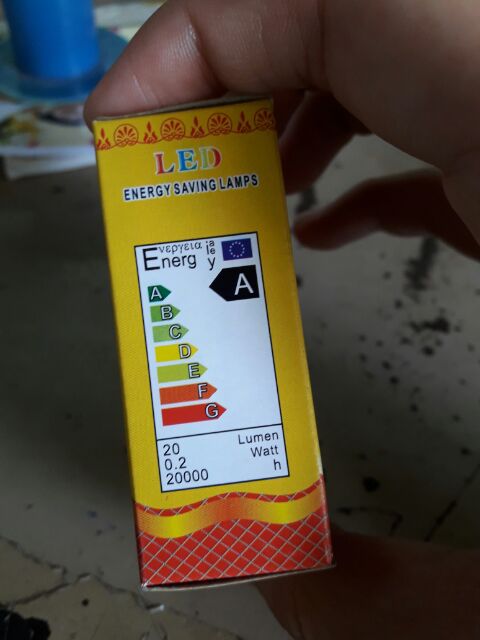 LED
ENERGY SAVING LAMPS
Ενεργεια
Energ
ia
ie
y
A
A
B
C
D
E
F
G
20 Lumen
0.2 Watt
20000 h